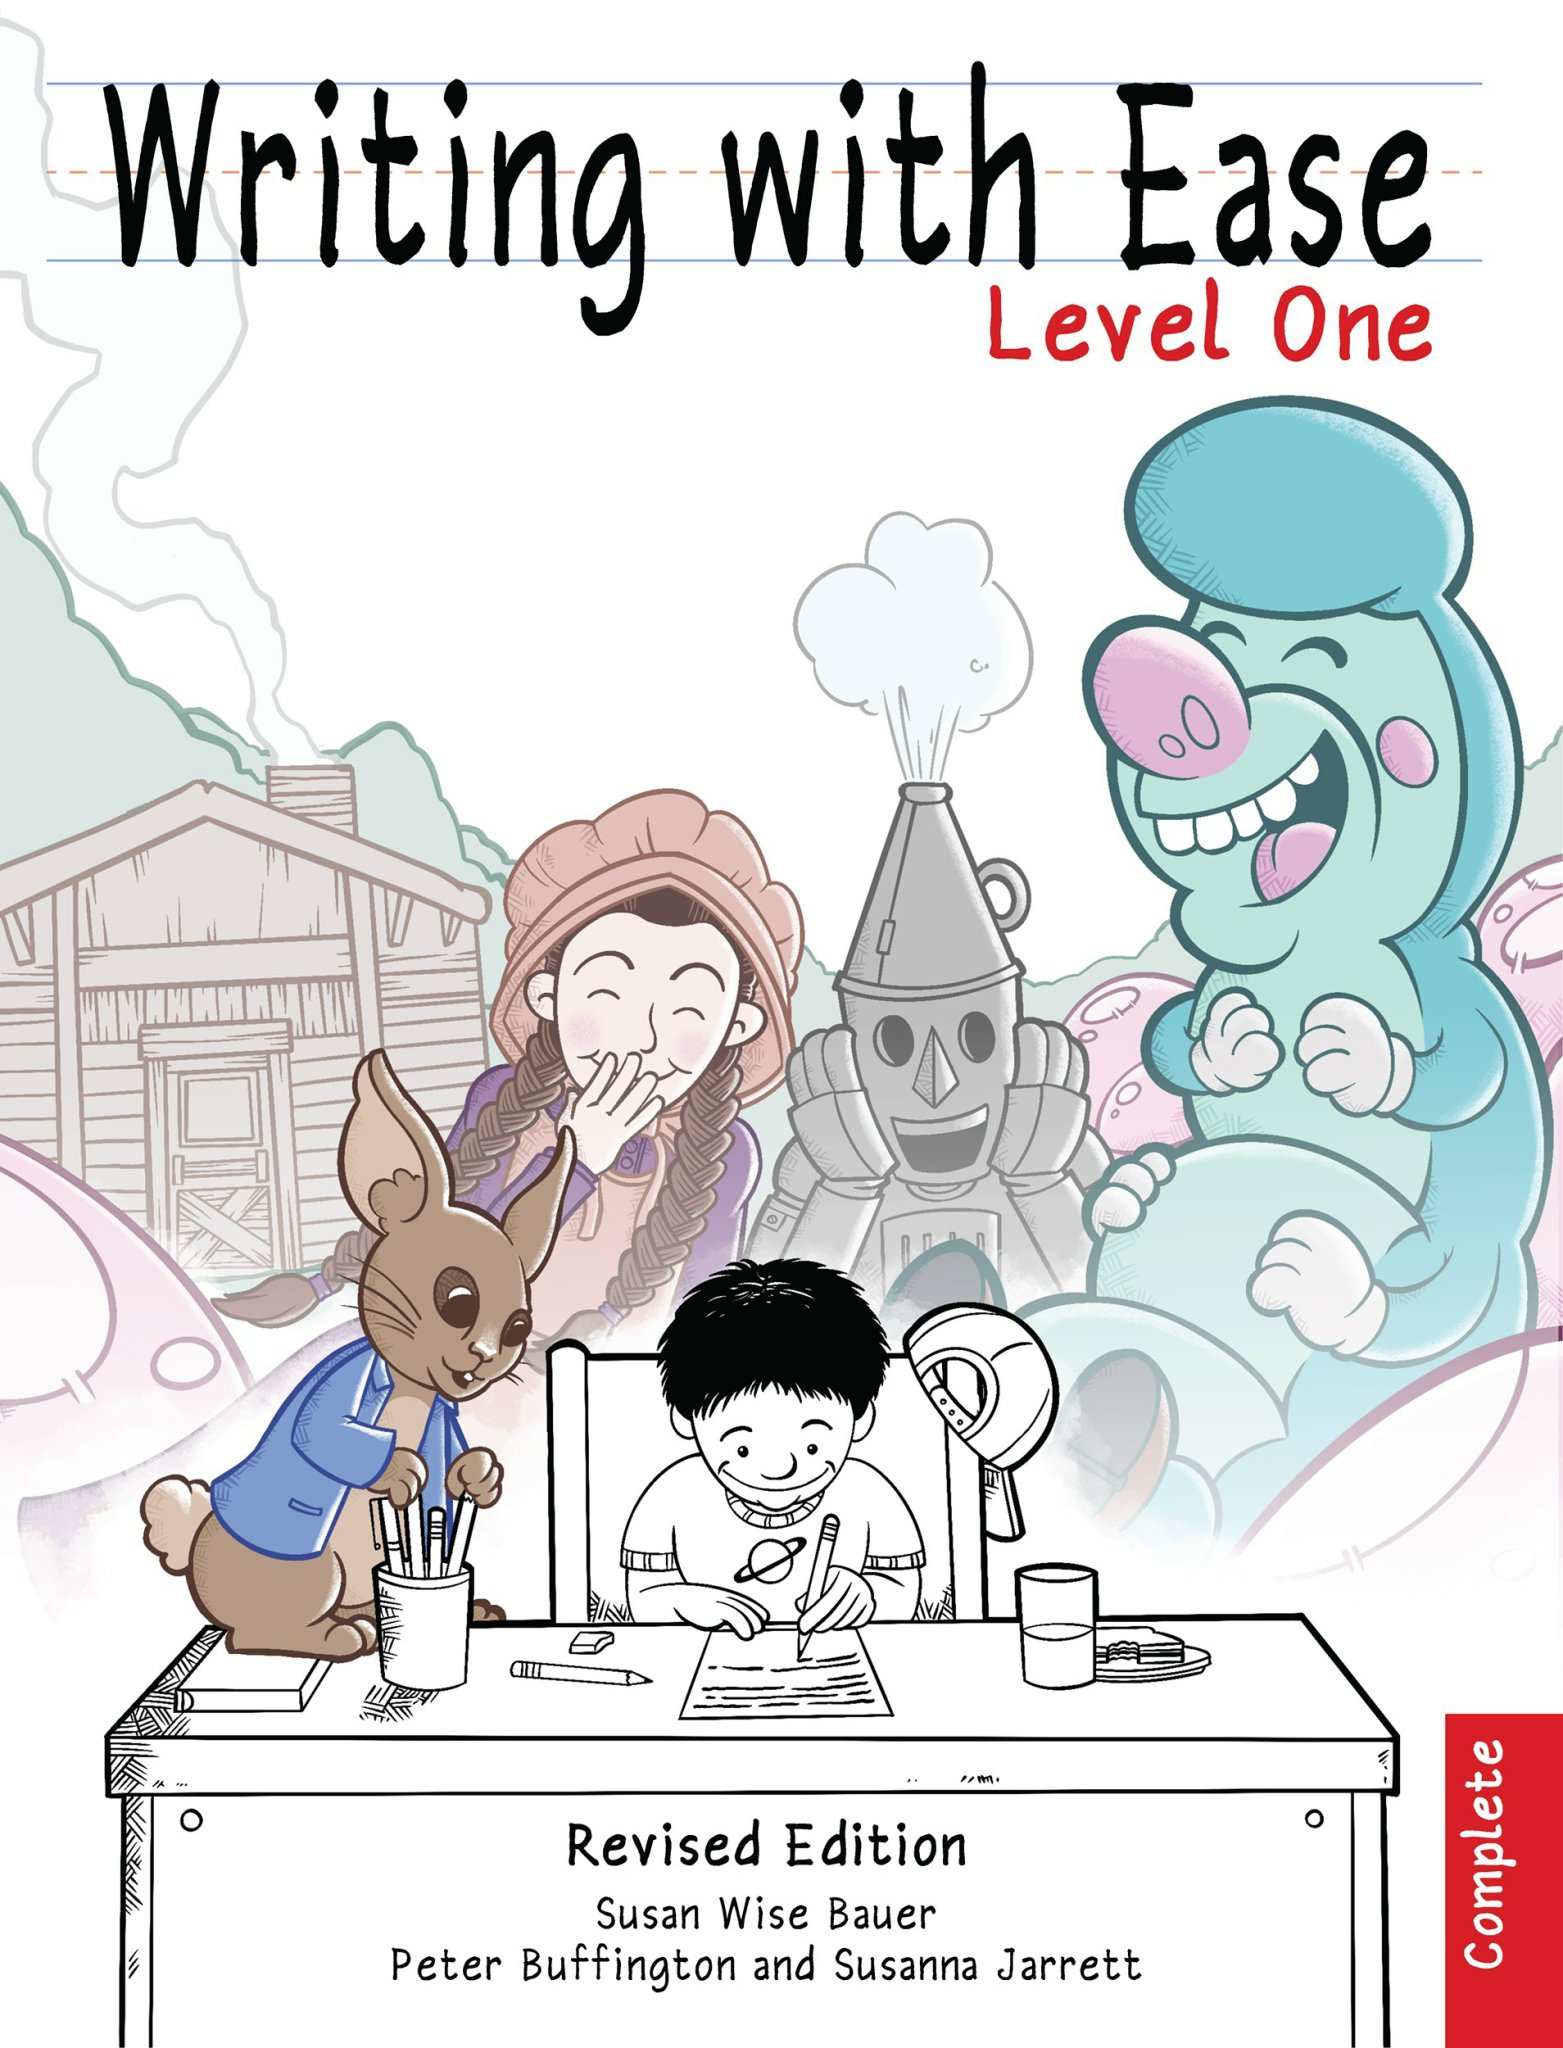 Writing with Ease
Level One
Revised Edition
Susan Wise Bauer
Peter Buffington and Susanna Jarrett
Complete